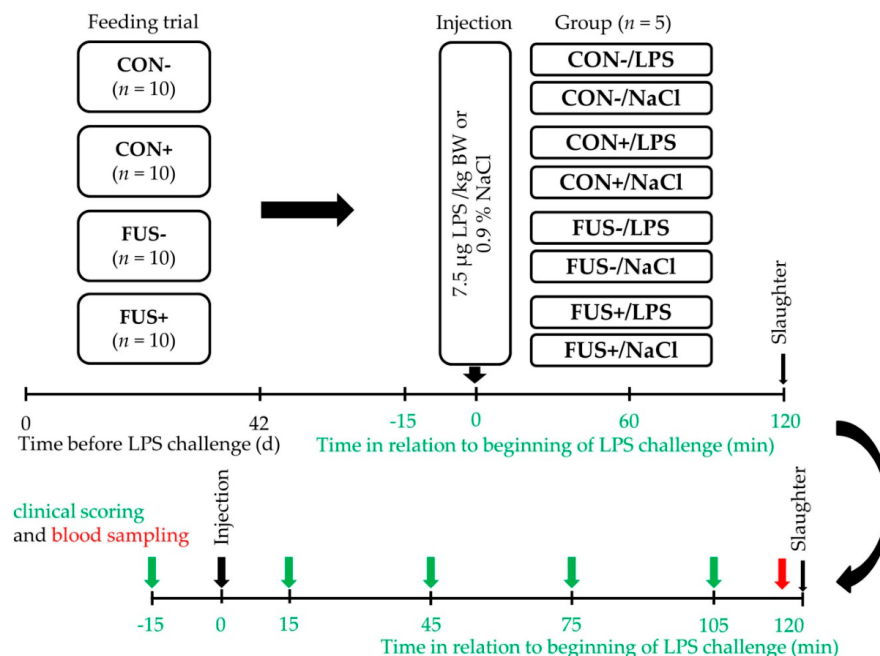 Feeding trial
CON-
(n = 10)
CON+
(n = 10)
FUS-
(n = 10)
FUS+
(n = 10)
Injection
7.5 µg LPS /kg BW or
0.9 % NaCl
Group (n = 5)
CON-/LPS
CON-/NaCl
CON+/LPS
CON+/NaCl
FUS-/LPS
FUS-/NaCl
FUS+/LPS
FUS+/NaCl
Slaughter
0 42 -15 0 60 120
Time before LPS challenge (d)
Time in relation to beginning of LPS challenge (min)
clinical scoring
and blood sampling
Injection
Slaughter
-15 0 15 45 75 105 120
Time in relation to beginning of LPS challenge (min)